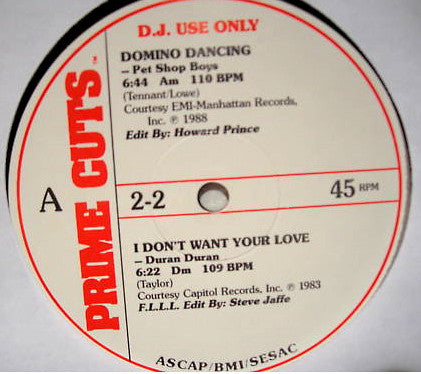 D.J. USE ONLY
DOMINO DANCING
– Pet Shop Boys
6:44 Am 110 BPM
(Tennant/Lowe)
Courtesy EMI-Manhattan Records,
Inc. ℗ 1988
Edit By: Howard Prince
PRIME CUTS™
A
2-2
45 RPM
I DON'T WANT YOUR LOVE
– Duran Duran
6:22 Dm 109 BPM
(Taylor)
Courtesy Capitol Records, Inc. ℗ 1983
F.L.L.L. Edit By: Steve Jaffe
ASCAP/BMI/SESAC